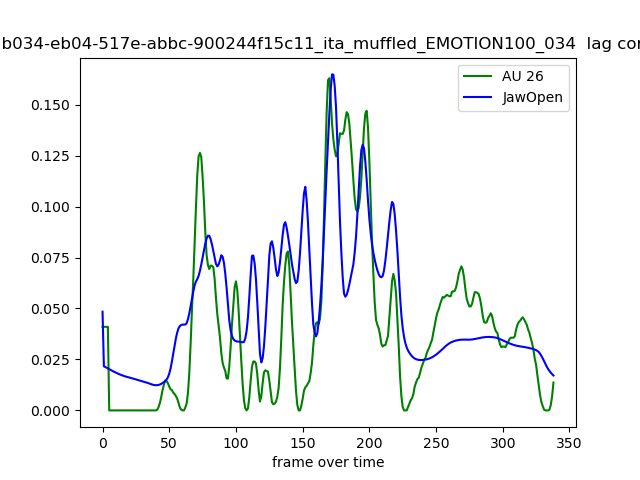 b034-eb04-517e-abbc-900244f15c11_ita_muffled_EMOTION100_034 lag cor
AU 26
JawOpen
0.150
0.125
0.100
0.075
0.050
0.025
0.000
0 50 100 150 200 250 300 350
frame over time